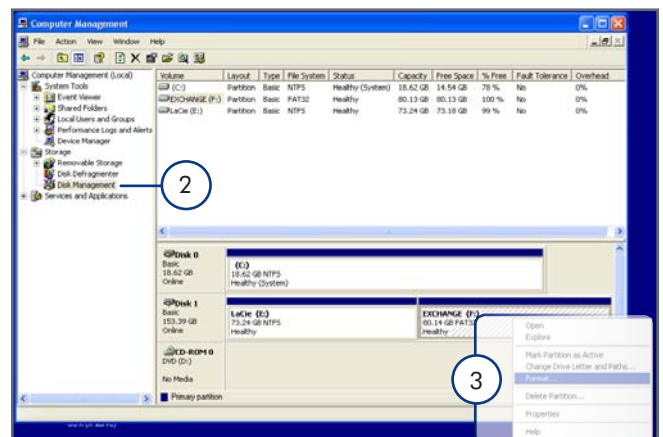 Computer Management
File Action View Window Help
Computer Management (Local)
System Tools
Event Viewer
Shared Folders
Local Users and Groups
Performance Logs and Alerts
Device Manager
Storage
Removable Storage
Disk Defragmenter
Disk Management
Services and Applications
2
Volume Layout Type File System Status Capacity Free Space % Free Fault Tolerance Overhead
(C:) Partition Basic NTFS Healthy (System) 18.62 GB 14.54 GB 78 % No 0%
EXCHANGE (F:) Partition Basic FAT32 Healthy 80.13 GB 80.13 GB 100 % No 0%
LaCie (E:) Partition Basic NTFS Healthy 73.24 GB 73.18 GB 99 % No 0%
Disk 0
Basic
18.62 GB
Online
(C:)
18.62 GB NTFS
Healthy (System)
Disk 1
Basic
153.39 GB
Online
LaCie (E:)
73.24 GB NTFS
Healthy
EXCHANGE (F:)
80.14 GB FAT32
Healthy
CD-ROM 0
DVD (D:)
No Media
Primary partition
3
Open
Explore
Mark Partition as Active
Change Drive Letter and Paths...
Format...
Delete Partition...
Properties
Help